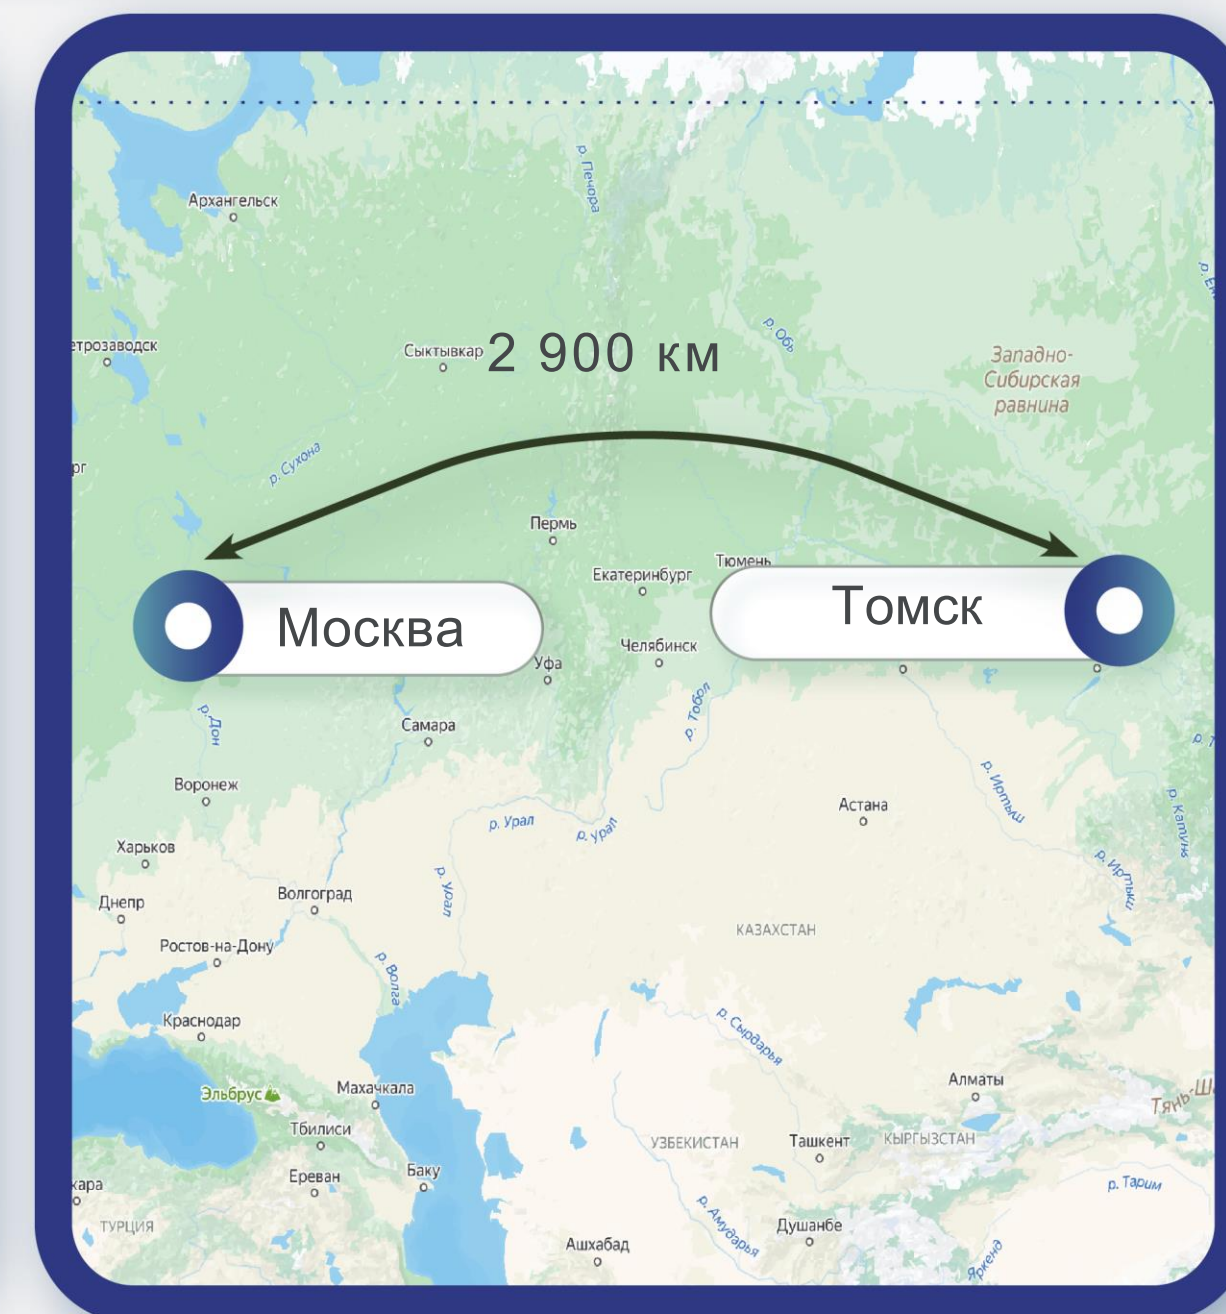 р. Печора
Архангельск
р. Обь
етрозаводск
Сыктывкар
2 900 км
Западно-
Сибирская
равнина
р. Сухона
рг
Пермь
Тюмень
Екатеринбург
Москва
Томск
Челябинск
Уфа
р. Тобол
р. Дон
Самара
Воронеж
р. Иртыш
р. Катунь
Астана
р. Урал
р. Урал
Харьков
р. Урал
р. Иртыш
Волгоград
Днепр
КАЗАХСТАН
Ростов-на-Дону
р. Волга
Краснодар
р. Сырдарья
Эльбрус
Махачкала
Алматы
Тянь-Ш
Тбилиси
УЗБЕКИСТАН
Ташкент
КЫРГЫЗСТАН
Ереван
Баку
кара
р. Тарим
ТУРЦИЯ
р. Амударья
Душанбе
Ашхабад
Яркенд